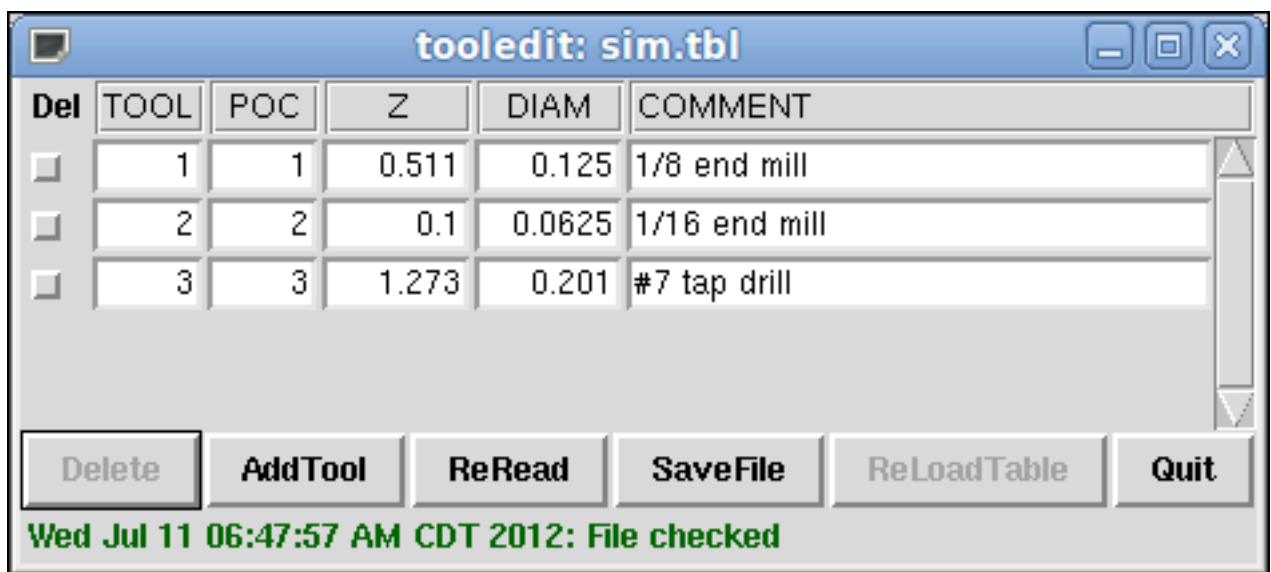 tooledit: sim.tbl
Del TOOL POC Z DIAM COMMENT
1 1 0.511 0.125 1/8 end mill
2 2 0.1 0.0625 1/16 end mill
3 3 1.273 0.201 #7 tap drill
Delete AddTool ReRead SaveFile ReLoadTable Quit
Wed Jul 11 06:47:57 AM CDT 2012: File checked